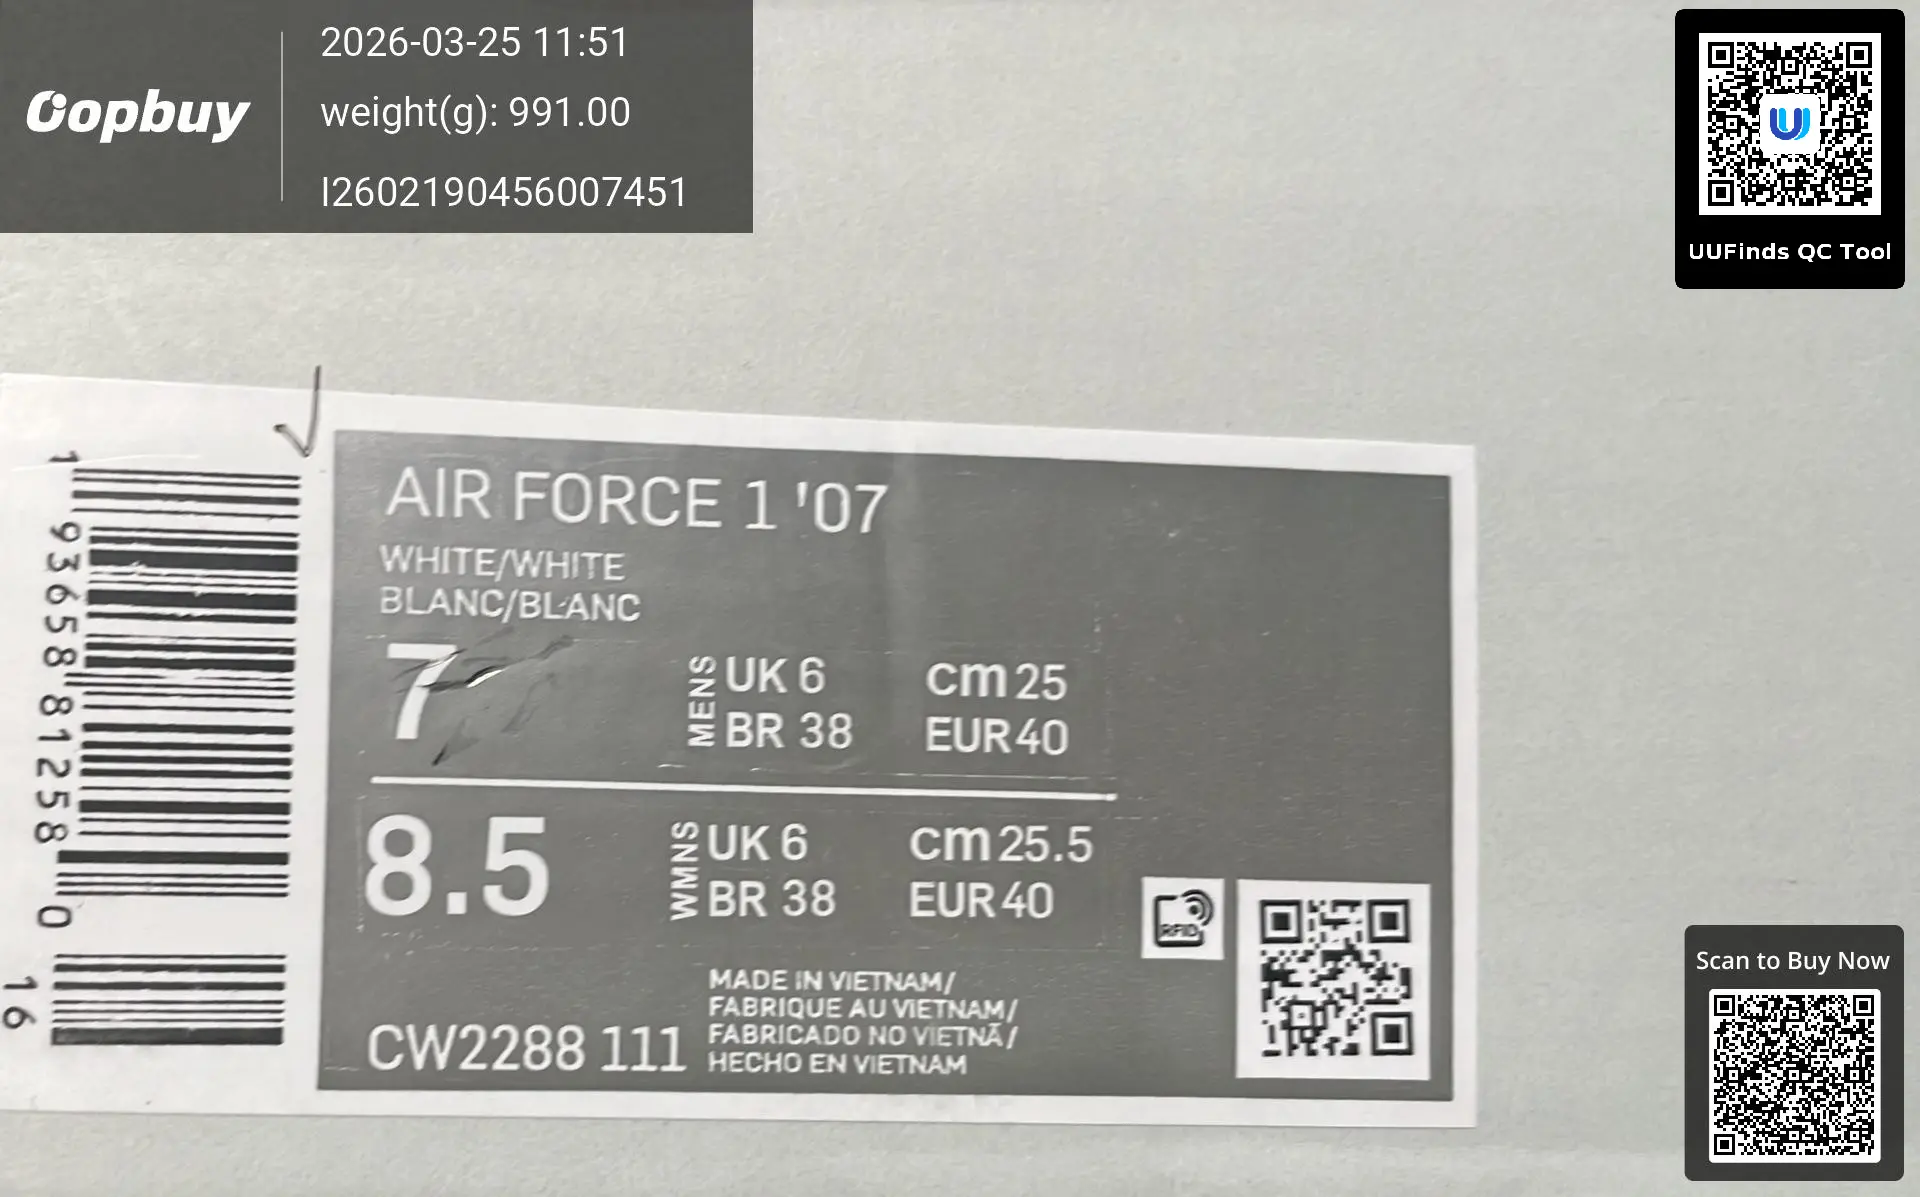 Oopbuy
2026-03-25 11:51
weight(g): 991.00
I2602190456007451
UUFinds QC Tool
AIR FORCE 1 '07
WHITE/WHITE
BLANC/BLANC
7
MENS
UK 6
cm 25
BR 38
EUR 40
8.5
WMNS
UK 6
cm 25.5
BR 38
EUR 40
RFID
MADE IN VIETNAM/
FABRIQUE AU VIETNAM/
FABRICADO NO VIETNÃ/
HECHO EN VIETNAM
CW2288 111
1 93658 81258 0
16
Scan to Buy Now